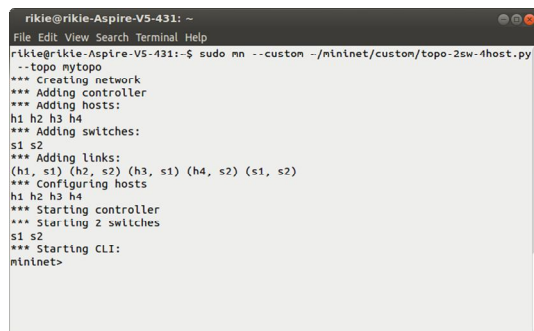 rikie@rikie-Aspire-V5-431: ~
File Edit View Search Terminal Help
rikie@rikie-Aspire-V5-431:~$ sudo mn --custom ~/mininet/custom/topo-2sw-4host.py
--topo mytopo
*** Creating network
*** Adding controller
*** Adding hosts:
h1 h2 h3 h4
*** Adding switches:
s1 s2
*** Adding links:
(h1, s1) (h2, s2) (h3, s1) (h4, s2) (s1, s2)
*** Configuring hosts
h1 h2 h3 h4
*** Starting controller
*** Starting 2 switches
s1 s2
*** Starting CLI:
mininet>